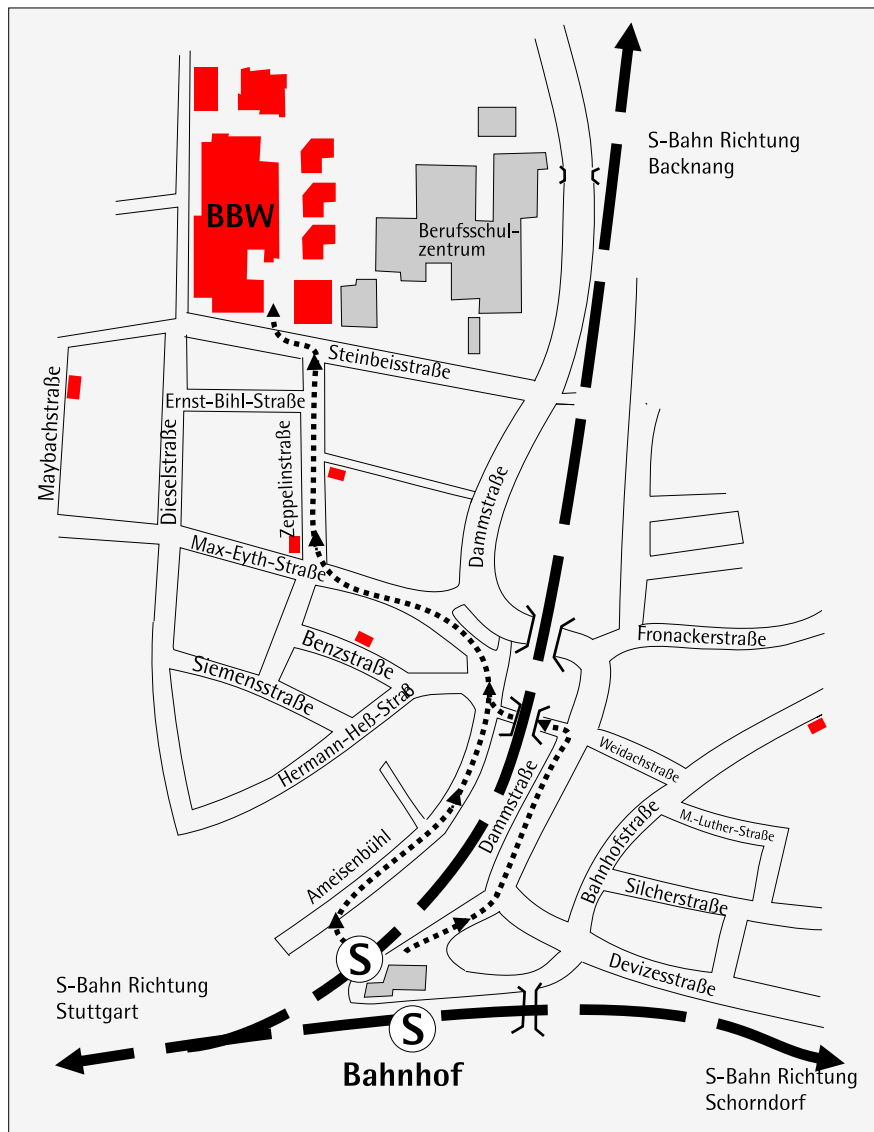 S-Bahn Richtung
Backnang
BBW
Berufsschul-
zentrum
Steinbeisstraße
Ernst-Bihl-Straße
Maybachstraße
Dieselstraße
Zeppelinstraße
Dammstraße
Max-Eyth-Straße
Fronackerstraße
Benzstraße
Siemensstraße
Hermann-Heß-Straß
Weidachstraße
Dammstraße
M.-Luther-Straße
Bahnhofstraße
Ameisenbühl
Silcherstraße
Devizesstraße
S
S-Bahn Richtung
Stuttgart
S
Bahnhof
S-Bahn Richtung
Schorndorf